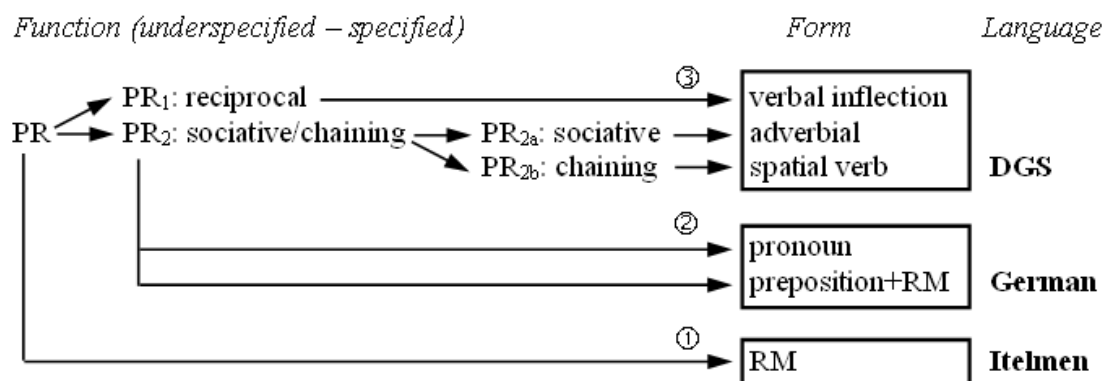 Function (underspecified – specified) Form Language
③
PR₁: reciprocal verbal inflection
PR PR₂: sociative/chaining PR₂ₐ: sociative adverbial
PR₂b: chaining spatial verb DGS
②
pronoun
preposition+RM German
①
RM Itelmen